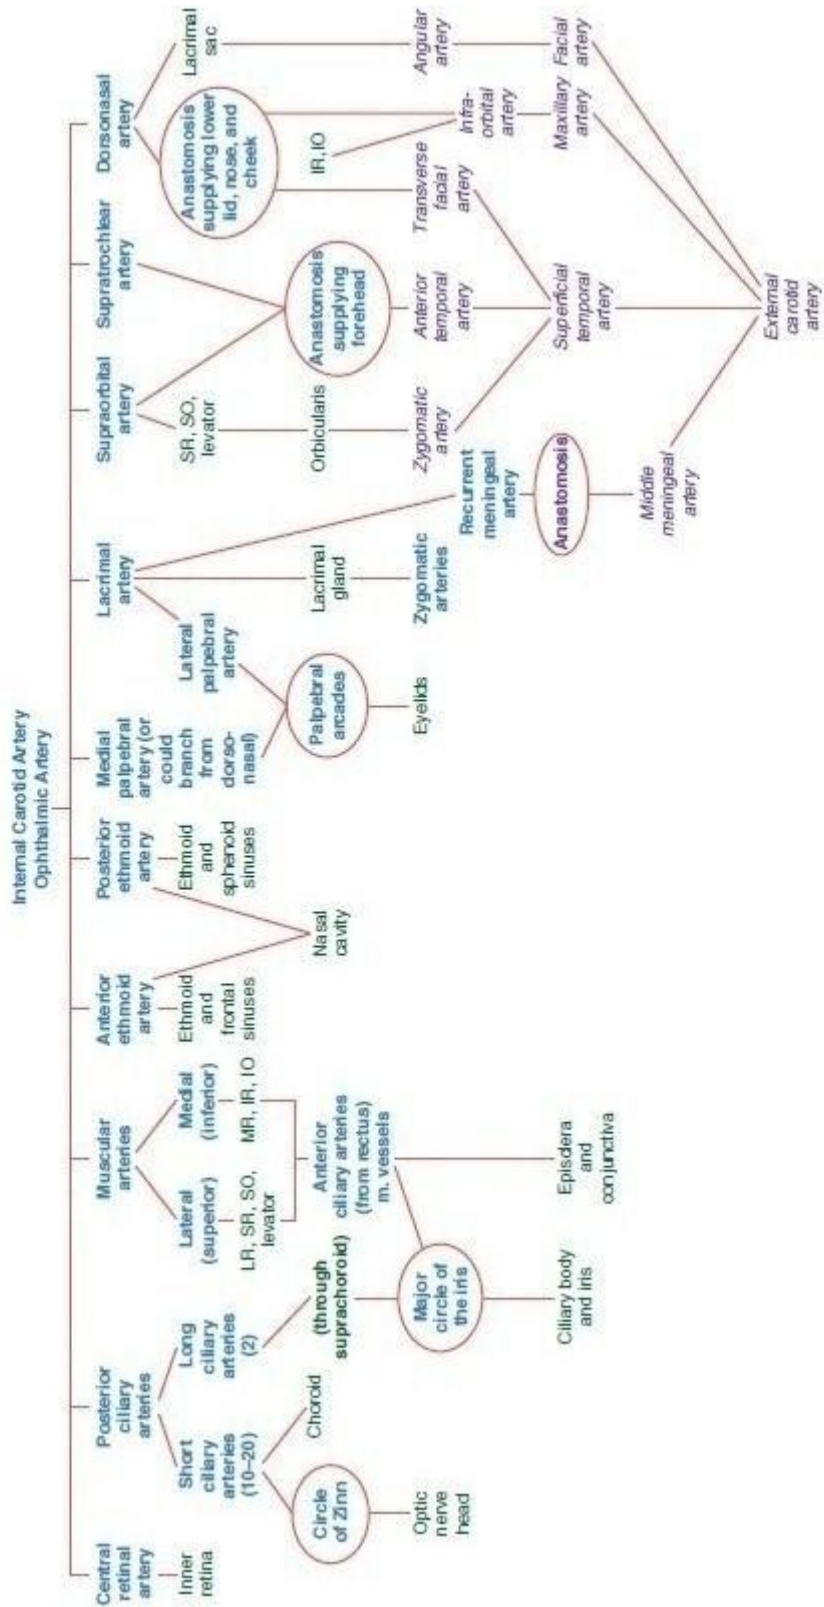 Internal Carotid Artery
Ophthalmic Artery
Central
retinal
artery
Inner
retina
Posterior
ciliary
arteries
Short
ciliary
arteries
(10–20)
Circle
of Zinn
Optic
nerve
head
Choroid
Long
ciliary
arteries
(2)
(through
suprachoroid)
Major
circle of
the iris
Ciliary body
and iris
Muscular
arteries
Lateral
(superior)
LR, SR, SO,
levator
Medial
(inferior)
MR, IR, IO
Anterior
ciliary arteries
(from rectus)
m. vessels
Episclera
and
conjunctiva
Anterior
ethmoid
artery
Ethmoid
and
frontal
sinuses
Posterior
ethmoid
artery
Ethmoid
and
sphenoid
sinuses
Nasal
cavity
Medial
palpebral
artery (or
could
branch
from
dorso-
nasal)
Lateral
palpebral
artery
Palpebral
arcades
Eyelids
Lacrimal
artery
Lacrimal
gland
Zygomatic
arteries
Recurrent
meningeal
artery
Anastomosis
Middle
meningeal
artery
Supraorbital
artery
SR, SO,
levator
Orbicularis
Zygomatic
artery
Supratrochlear
artery
Anastomosis
supplying
forehead
Anterior
temporal
artery
Superficial
temporal
artery
Dorsonasal
artery
Anastomosis
supplying lower
lid, nose, and
cheek
Lacrimal
sac
IR, IO
Transverse
facial
artery
Infra-
orbital
artery
Angular
artery
Maxillary
artery
Facial
artery
External
carotid
artery